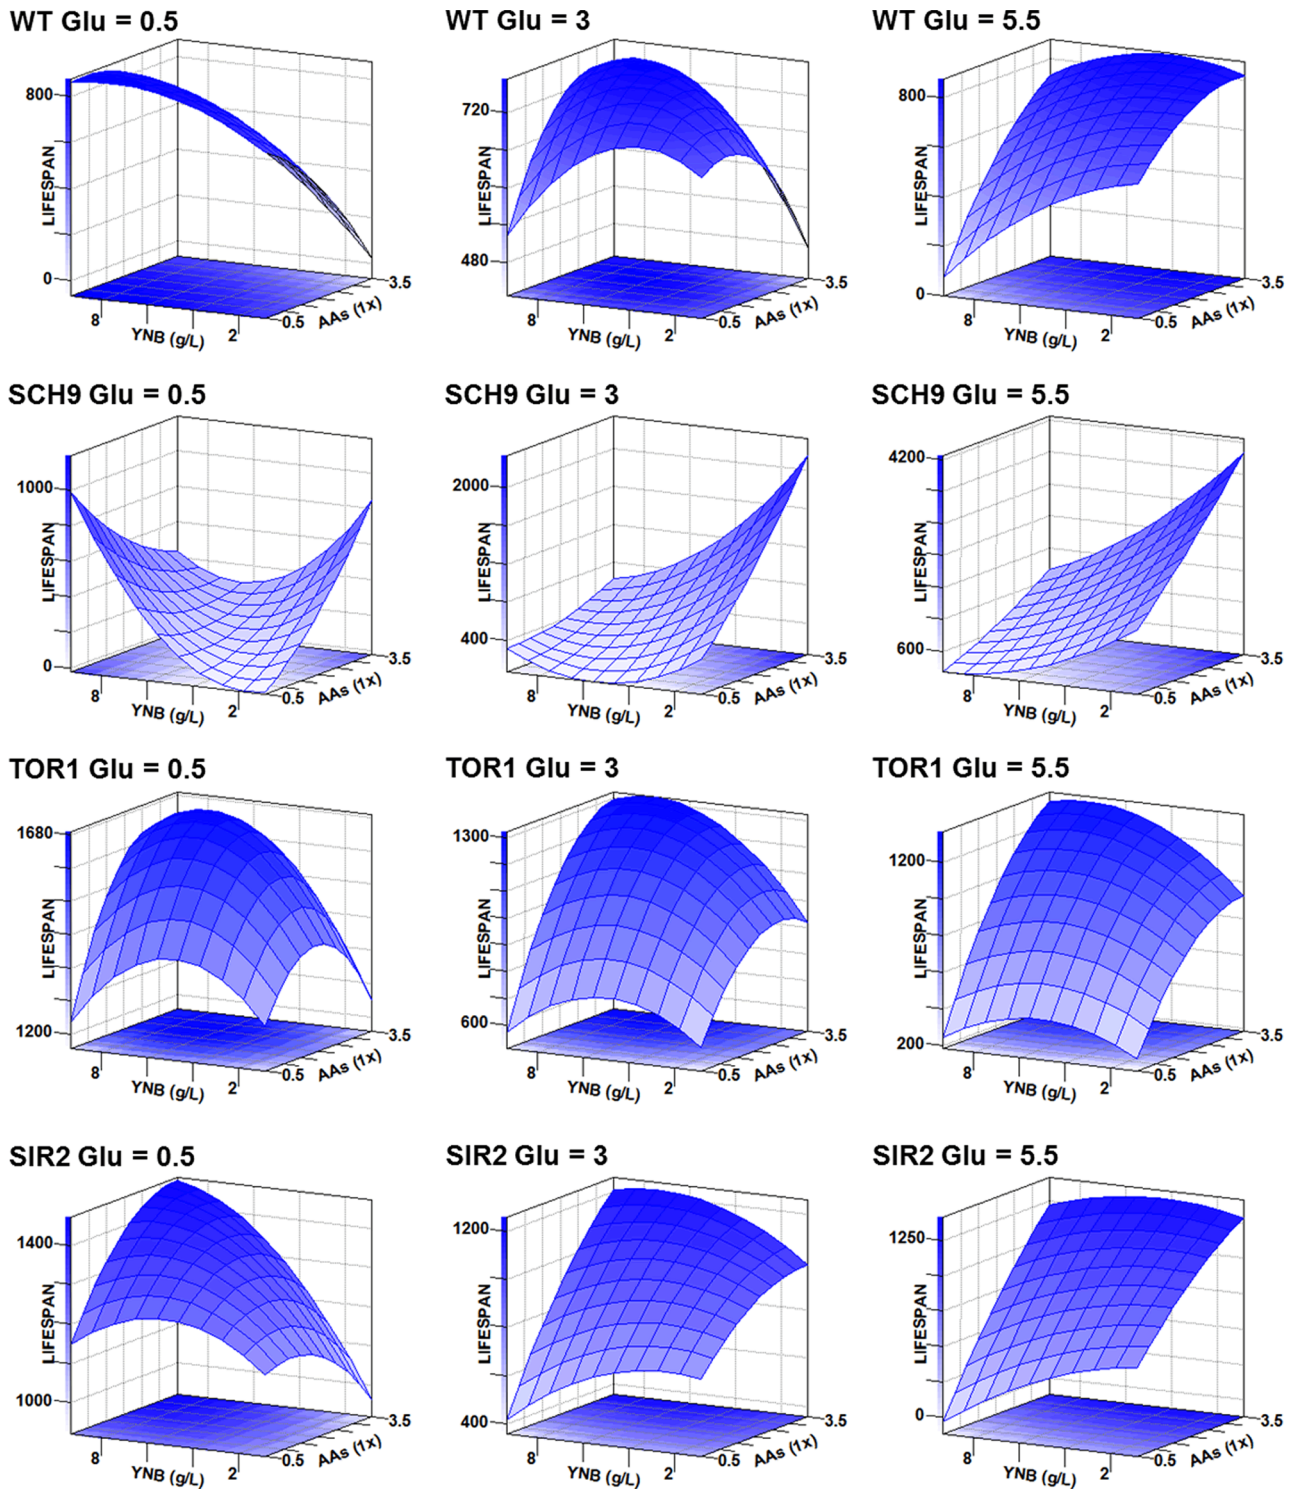 WT Glu = 0.5
WT Glu = 3
WT Glu = 5.5
800
0
LIFESPAN
8
YNB (g/L)
2
0.5
AAs (1x)
3.5
720
480
LIFESPAN
8
YNB (g/L)
2
0.5
AAs (1x)
3.5
800
0
LIFESPAN
8
YNB (g/L)
2
0.5
AAs (1x)
3.5
SCH9 Glu = 0.5
SCH9 Glu = 3
SCH9 Glu = 5.5
1000
0
LIFESPAN
8
YNB (g/L)
2
0.5
AAs (1x)
3.5
2000
400
LIFESPAN
8
YNB (g/L)
2
0.5
AAs (1x)
3.5
4200
600
LIFESPAN
8
YNB (g/L)
2
0.5
AAs (1x)
3.5
TOR1 Glu = 0.5
TOR1 Glu = 3
TOR1 Glu = 5.5
1680
1200
LIFESPAN
8
YNB (g/L)
2
0.5
AAs (1x)
3.5
1300
600
LIFESPAN
8
YNB (g/L)
2
0.5
AAs (1x)
3.5
1200
200
LIFESPAN
8
YNB (g/L)
2
0.5
AAs (1x)
3.5
SIR2 Glu = 0.5
SIR2 Glu = 3
SIR2 Glu = 5.5
1400
1000
LIFESPAN
8
YNB (g/L)
2
0.5
AAs (1x)
3.5
1200
400
LIFESPAN
8
YNB (g/L)
2
0.5
AAs (1x)
3.5
1250
0
LIFESPAN
8
YNB (g/L)
2
0.5
AAs (1x)
3.5